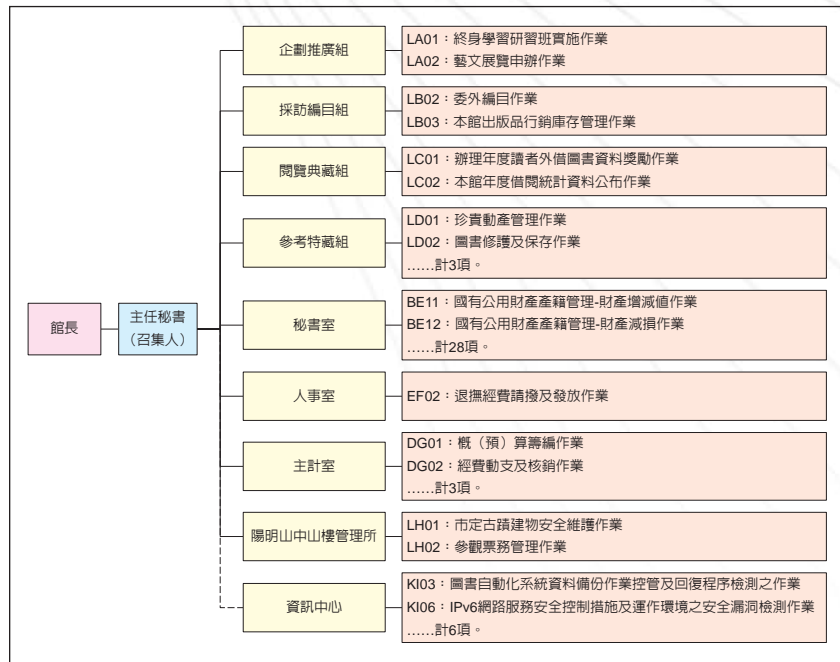 企劃推廣組
LA01：終身學習研習班實施作業
LA02：藝文展覽申辦作業
採訪編目組
LB02：委外編目作業
LB03：本館出版品行銷庫存管理作業
閱覽典藏組
LC01：辦理年度讀者外借圖書資料獎勵作業
LC02：本館年度借閱統計資料公布作業
參考特藏組
LD01：珍貴動產管理作業
LD02：圖書修護及保存作業
……計3項。
館長
主任秘書
（召集人）
秘書室
BE11：國有公用財產產籍管理-財產增減值作業
BE12：國有公用財產產籍管理-財產減損作業
……計28項。
人事室
EF02：退撫經費請撥及發放作業
主計室
DG01：概（預）算籌編作業
DG02：經費動支及核銷作業
……計3項。
陽明山中山樓管理所
LH01：市定古蹟建物安全維護作業
LH02：參觀票務管理作業
資訊中心
KI03：圖書自動化系統資料備份作業控管及回復程序檢測之作業
KI06：IPv6網路服務安全控制措施及運作環境之安全漏洞檢測作業
……計6項。